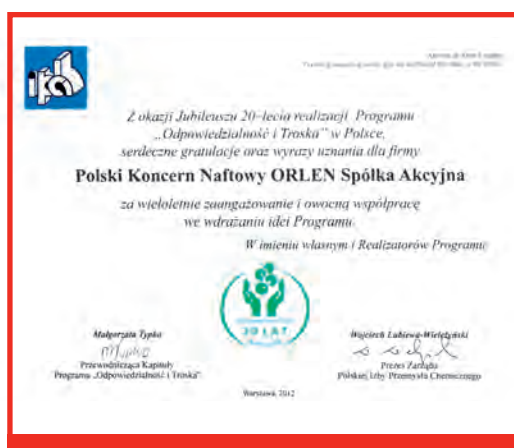 ipch
Z okazji Jubileuszu 20-lecia realizacji Programu
„Odpowiedzialność i Troska” w Polsce,
serdeczne gratulacje oraz wyrazy uznania dla firmy
Polski Koncern Naftowy ORLEN Spółka Akcyjna
za wieloletnie zaangażowanie i owocną współpracę
we wdrażaniu idei Programu.
W imieniu własnym i Realizatorów Programu
20 LAT
Małgorzata Typko
Przewodnicząca Kapituły
Programu „Odpowiedzialność i Troska”
Wojciech Lubiewa-Wieleżyński
Prezes Zarządu
Polskiej Izby Przemysłu Chemicznego
Warszawa, 2012